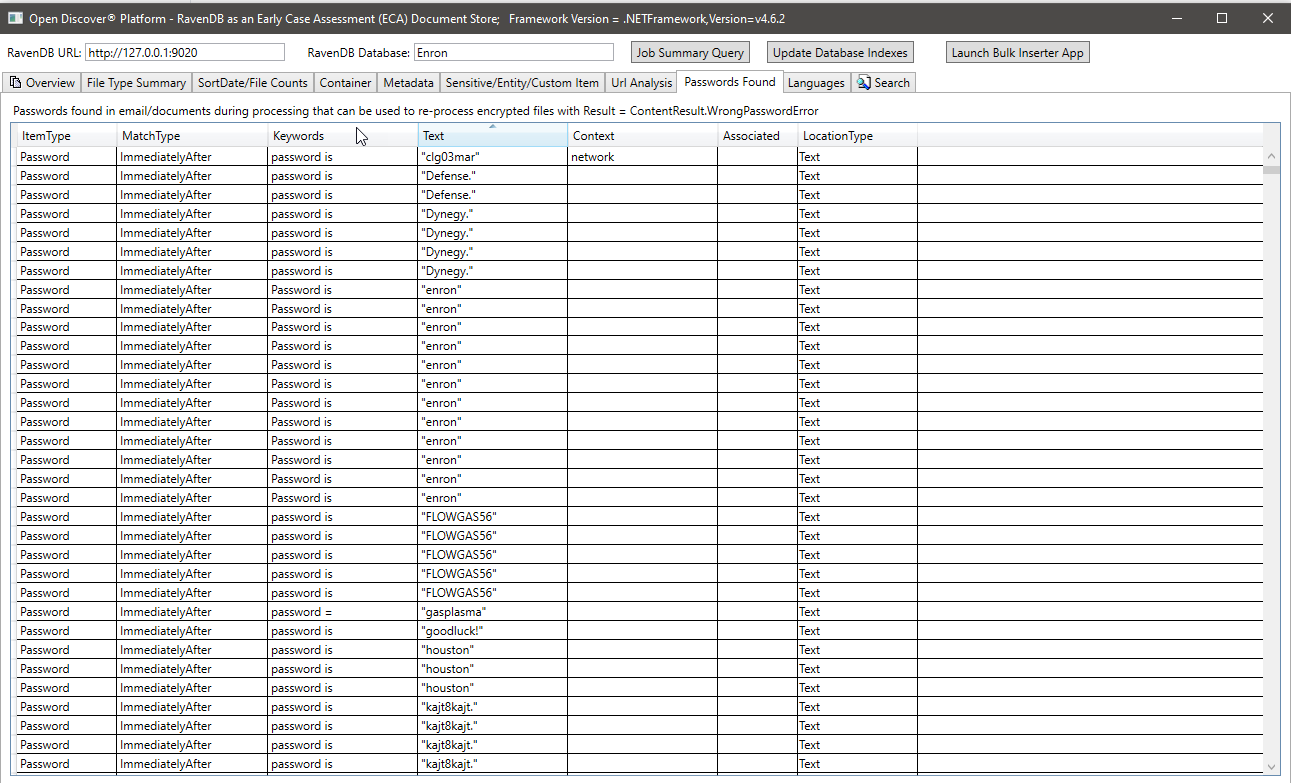 Open Discover® Platform - RavenDB as an Early Case Assessment (ECA) Document Store; Framework Version = .NETFramework,Version=v4.6.2
RavenDB URL: http://127.0.0.1:9020 RavenDB Database: Enron Job Summary Query Update Database Indexes Launch Bulk Inserter App
Overview File Type Summary SortDate/File Counts Container Metadata Sensitive/Entity/Custom Item Url Analysis Passwords Found Languages Search
Passwords found in email/documents during processing that can be used to re-process encrypted files with Result = ContentResult.WrongPasswordError
ItemType MatchType Keywords Text Context Associated LocationType
Password ImmediatelyAfter password is "clg03mar" network Text
Password ImmediatelyAfter password is "Defense." Text
Password ImmediatelyAfter password is "Defense." Text
Password ImmediatelyAfter password is "Dynegy." Text
Password ImmediatelyAfter password is "Dynegy." Text
Password ImmediatelyAfter password is "Dynegy." Text
Password ImmediatelyAfter password is "Dynegy." Text
Password ImmediatelyAfter Password is "enron" Text
Password ImmediatelyAfter Password is "enron" Text
Password ImmediatelyAfter Password is "enron" Text
Password ImmediatelyAfter Password is "enron" Text
Password ImmediatelyAfter Password is "enron" Text
Password ImmediatelyAfter Password is "enron" Text
Password ImmediatelyAfter Password is "enron" Text
Password ImmediatelyAfter Password is "enron" Text
Password ImmediatelyAfter Password is "enron" Text
Password ImmediatelyAfter Password is "enron" Text
Password ImmediatelyAfter Password is "enron" Text
Password ImmediatelyAfter Password is "enron" Text
Password ImmediatelyAfter password is "FLOWGAS56" Text
Password ImmediatelyAfter password is "FLOWGAS56" Text
Password ImmediatelyAfter password is "FLOWGAS56" Text
Password ImmediatelyAfter password is "FLOWGAS56" Text
Password ImmediatelyAfter password is "FLOWGAS56" Text
Password ImmediatelyAfter password = "gasplasma" Text
Password ImmediatelyAfter password is "goodluck!" Text
Password ImmediatelyAfter password is "houston" Text
Password ImmediatelyAfter password is "houston" Text
Password ImmediatelyAfter password is "houston" Text
Password ImmediatelyAfter password is "kajt8kajt." Text
Password ImmediatelyAfter password is "kajt8kajt." Text
Password ImmediatelyAfter password is "kajt8kajt." Text
Password ImmediatelyAfter password is "kajt8kajt." Text